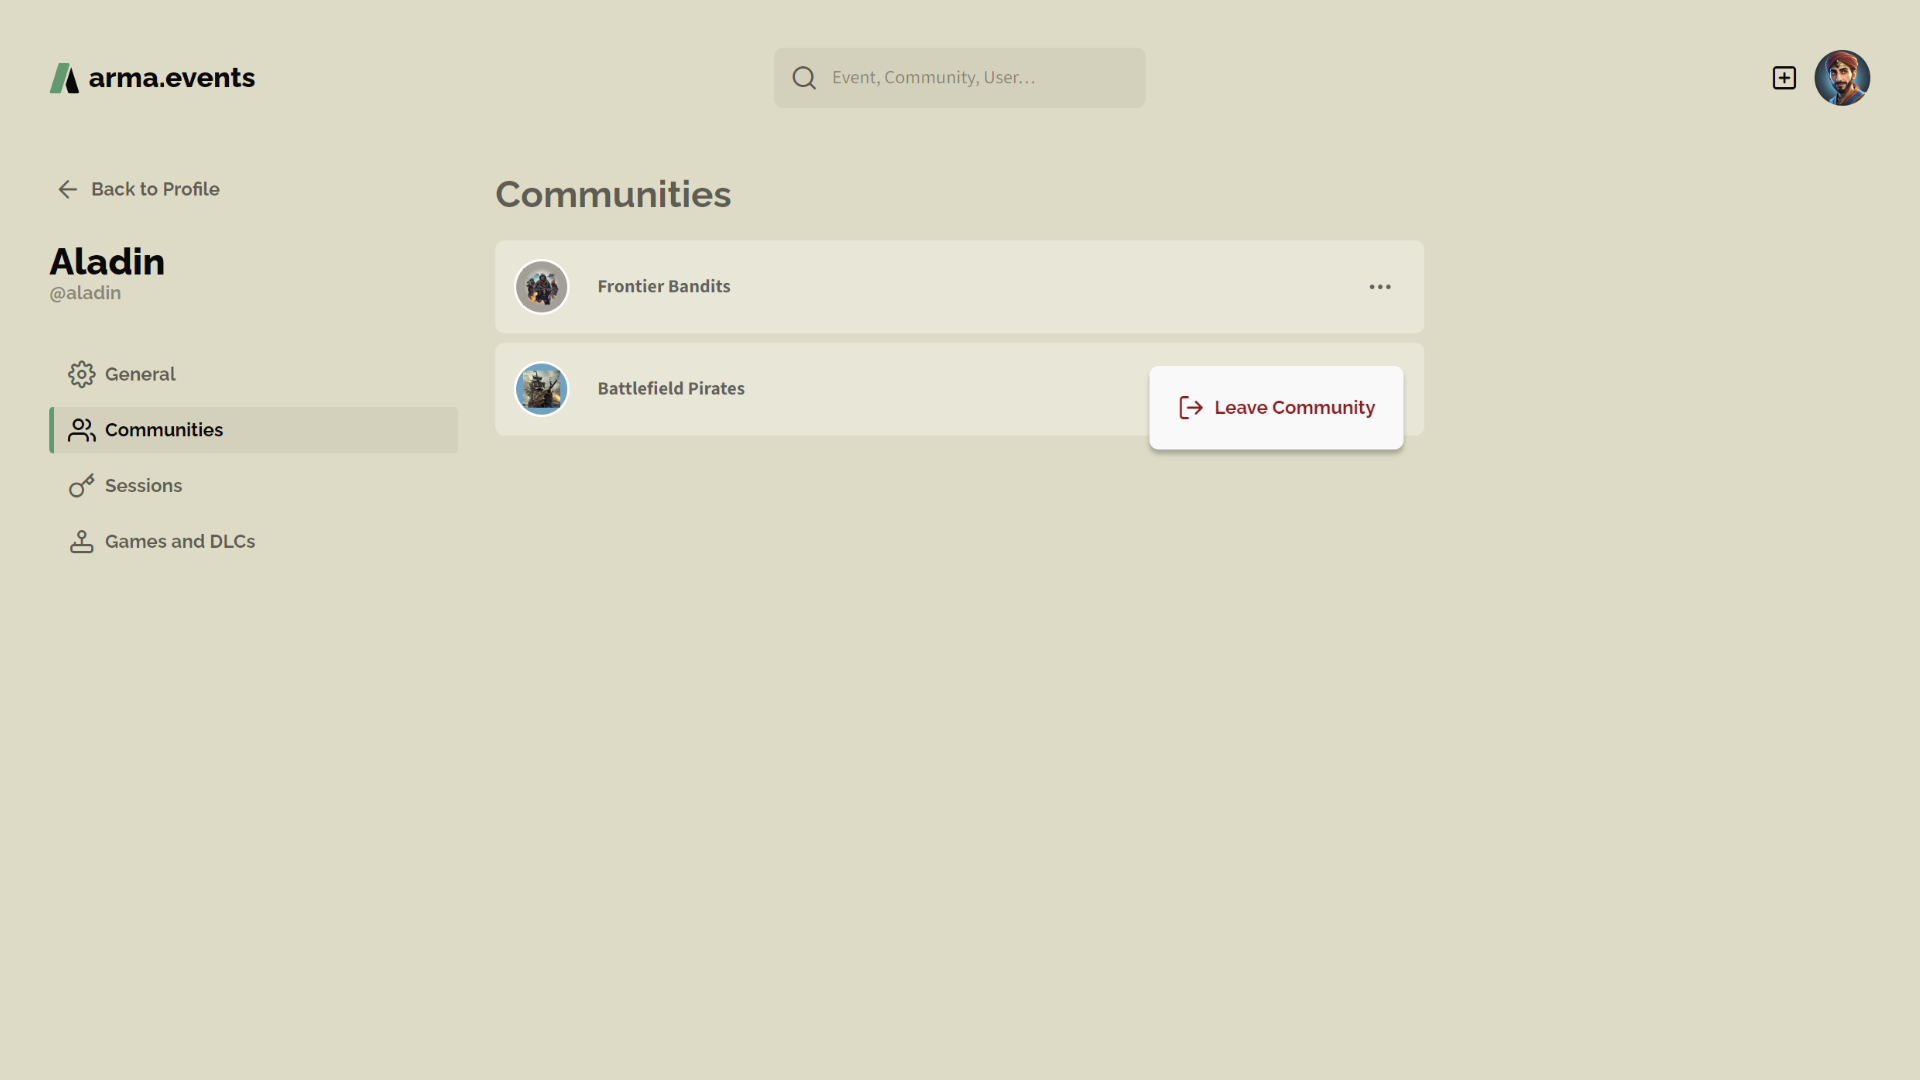 arma.events
Event, Community, User...
Back to Profile
Aladin
@aladin
General
Communities
Sessions
Games and DLCs
Communities
Frontier Bandits
Battlefield Pirates
Leave Community